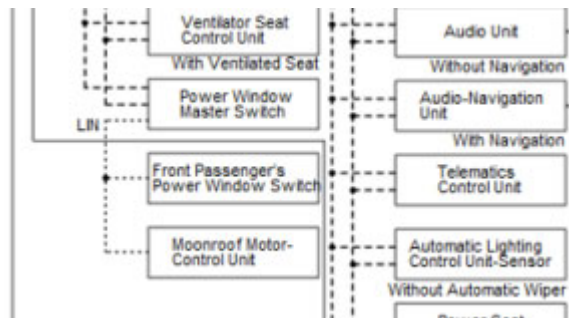 Ventilator Seat
Control Unit
With Ventilated Seat
Power Window
Master Switch
LIN
Front Passenger's
Power Window Switch
Moonroof Motor-
Control Unit
Audio Unit
Without Navigation
Audio-Navigation
Unit
With Navigation
Telematics
Control Unit
Automatic Lighting
Control Unit-Sensor
Without Automatic Wiper
Power Seat